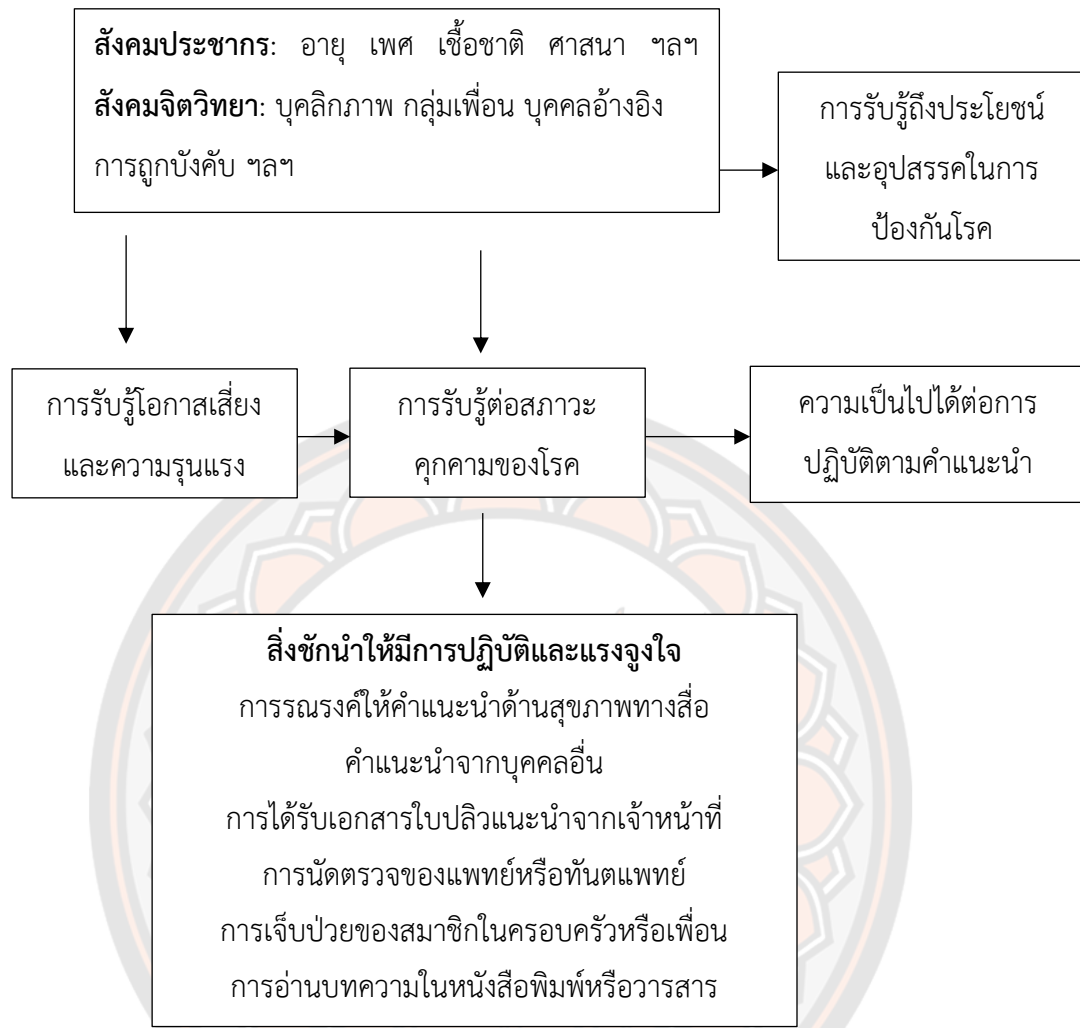 สังคมประชากร: อายุ เพศ เชื้อชาติ ศาสนา ฯลฯ
สังคมจิตวิทยา: บุคลิกภาพ กลุ่มเพื่อน บุคคลอ้างอิง
การถูกบังคับ ฯลฯ
การรับรู้ถึงประโยชน์
และอุปสรรคในการ
ป้องกันโรค
การรับรู้โอกาสเสี่ยง
และความรุนแรง
การรับรู้ต่อสภาวะ
คุกคามของโรค
ความเป็นไปได้ต่อการ
ปฏิบัติตามคำแนะนำ
สิ่งชักนำให้มีการปฏิบัติและแรงจูงใจ
การรณรงค์ให้คำแนะนำด้านสุขภาพทางสื่อ
คำแนะนำจากบุคคลอื่น
การได้รับเอกสารใบปลิวแนะนำจากเจ้าหน้าที่
การนัดตรวจของแพทย์หรือทันตแพทย์
การเจ็บป่วยของสมาชิกในครอบครัวหรือเพื่อน
การอ่านบทความในหนังสือพิมพ์หรือวารสาร